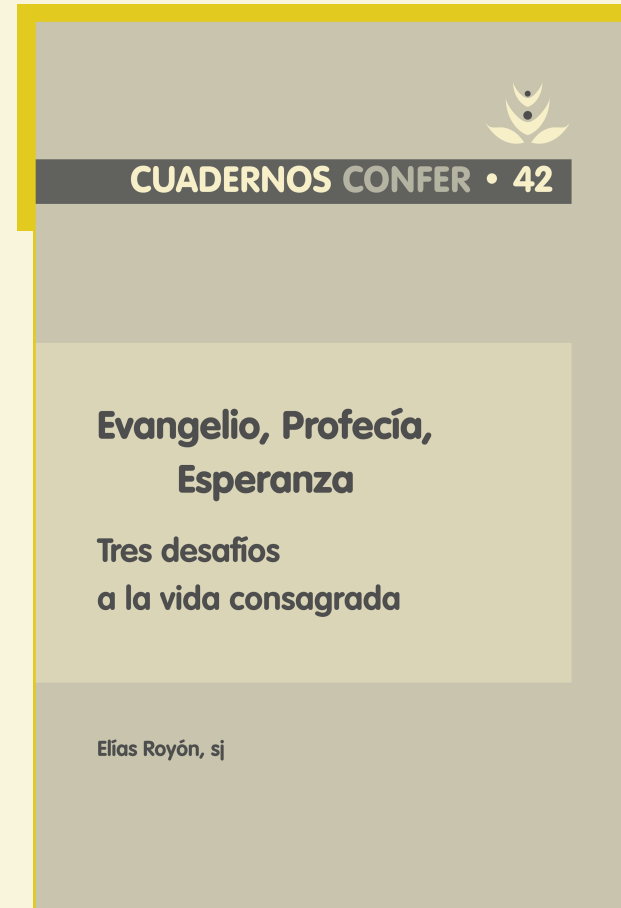 CUADERNOS CONFER • 42
Evangelio, Profecía,
Esperanza
Tres desafíos
a la vida consagrada
Elías Royón, sj